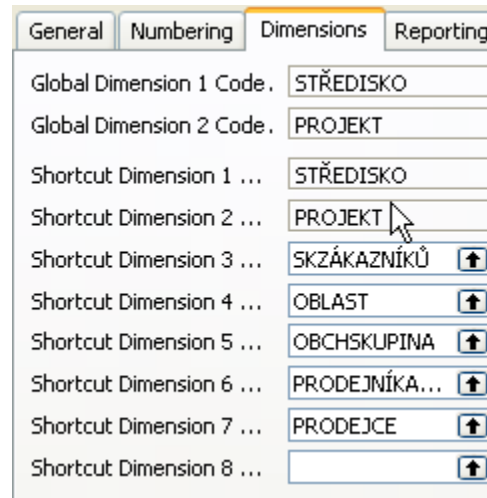 General Numbering Dimensions Reporting
Global Dimension 1 Code. STŘEDISKO
Global Dimension 2 Code. PROJEKT
Shortcut Dimension 1 ... STŘEDISKO
Shortcut Dimension 2 ... PROJEKT
Shortcut Dimension 3 ... SKZÁKAZNÍKŮ
Shortcut Dimension 4 ... OBLAST
Shortcut Dimension 5 ... OBCHSKUPINA
Shortcut Dimension 6 ... PRODEJNÍKA...
Shortcut Dimension 7 ... PRODEJCE
Shortcut Dimension 8 ...